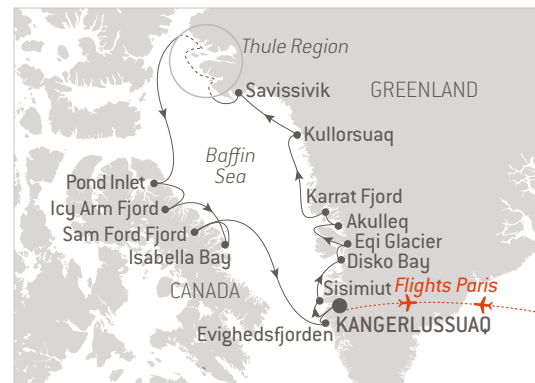 Thule Region
Savissivik
GREENLAND
Kullorsuaq
Baffin
Sea
Pond Inlet
Icy Arm Fjord
Karrat Fjord
Akulleq
Sam Ford Fjord
Eqi Glacier
Isabella Bay
Disko Bay
CANADA
Sisimiut
Flights Paris
Evighedsfjorden
KANGERLUSSUAQ